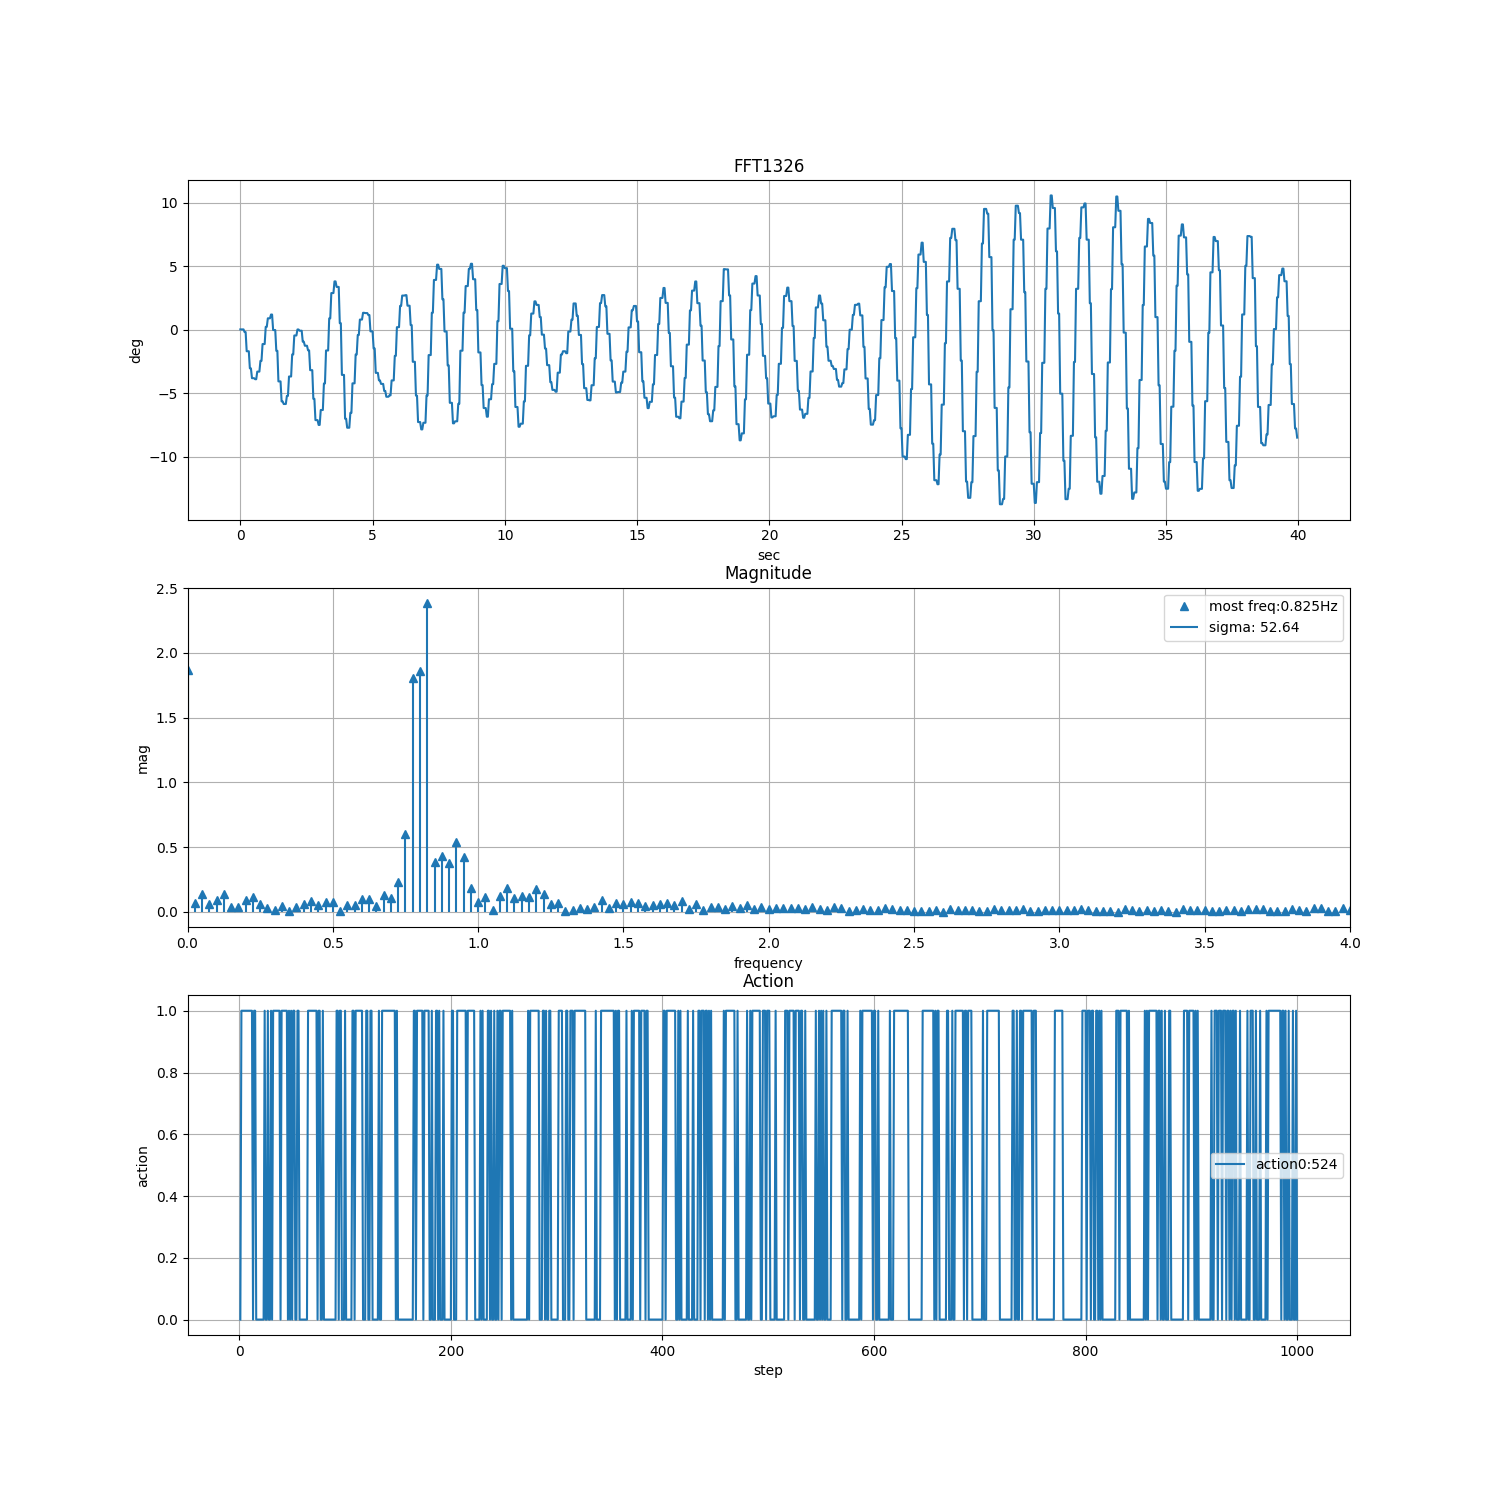 FFT1326
10
5
0
−5
−10
deg
0 5 10 15 20 25 30 35 40
sec
Magnitude
2.5
2.0
1.5
1.0
0.5
0.0
mag
most freq:0.825Hz
sigma: 52.64
0.0 0.5 1.0 1.5 2.0 2.5 3.0 3.5 4.0
frequency
Action
1.0
0.8
0.6
0.4
0.2
0.0
action
action0:524
0 200 400 600 800 1000
step